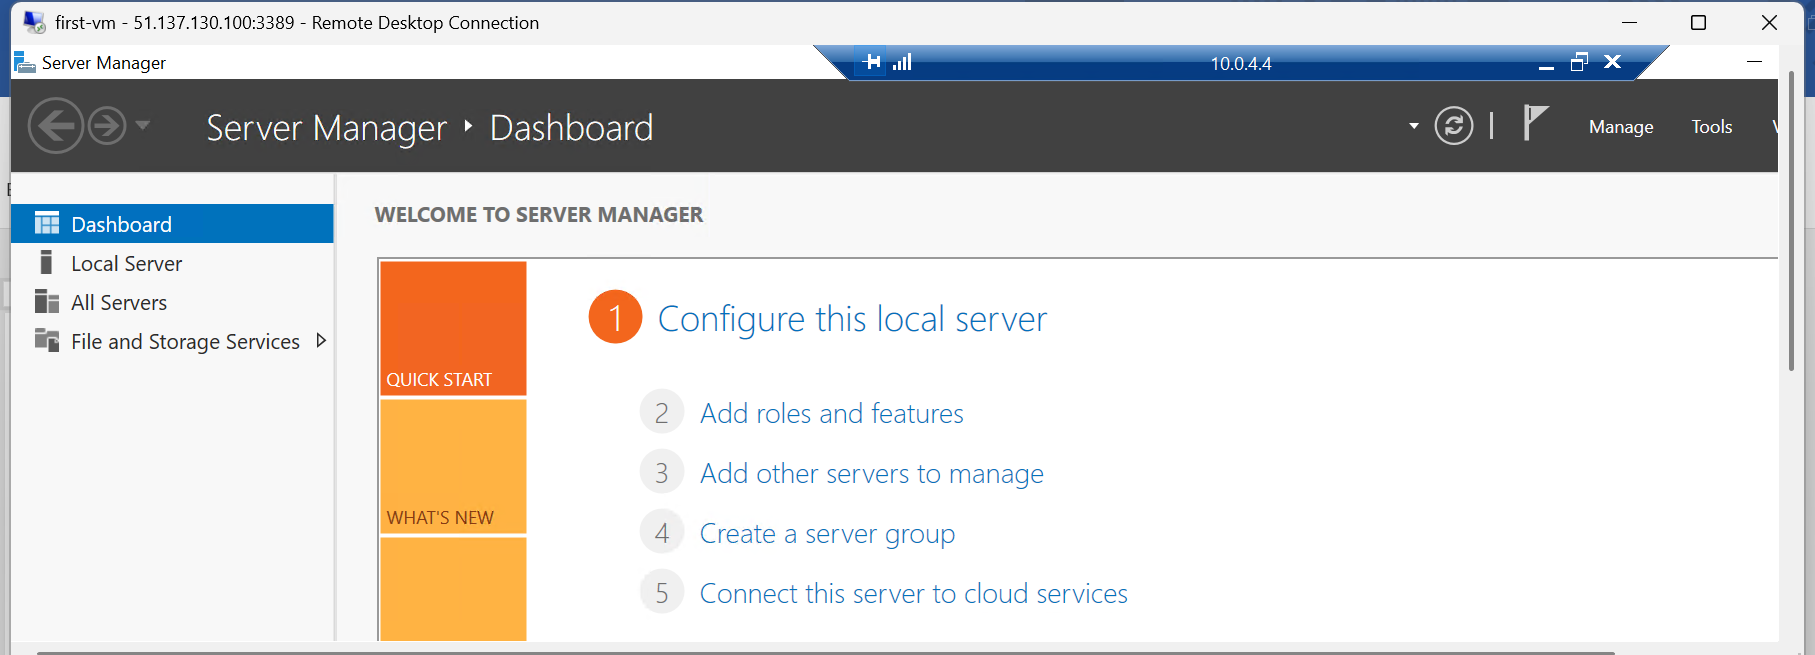 first-vm - 51.137.130.100:3389 - Remote Desktop Connection
Server Manager
10.0.4.4
Server Manager ‣ Dashboard
Manage
Tools
Dashboard
Local Server
All Servers
File and Storage Services
WELCOME TO SERVER MANAGER
QUICK START
WHAT'S NEW
1 Configure this local server
2 Add roles and features
3 Add other servers to manage
4 Create a server group
5 Connect this server to cloud services